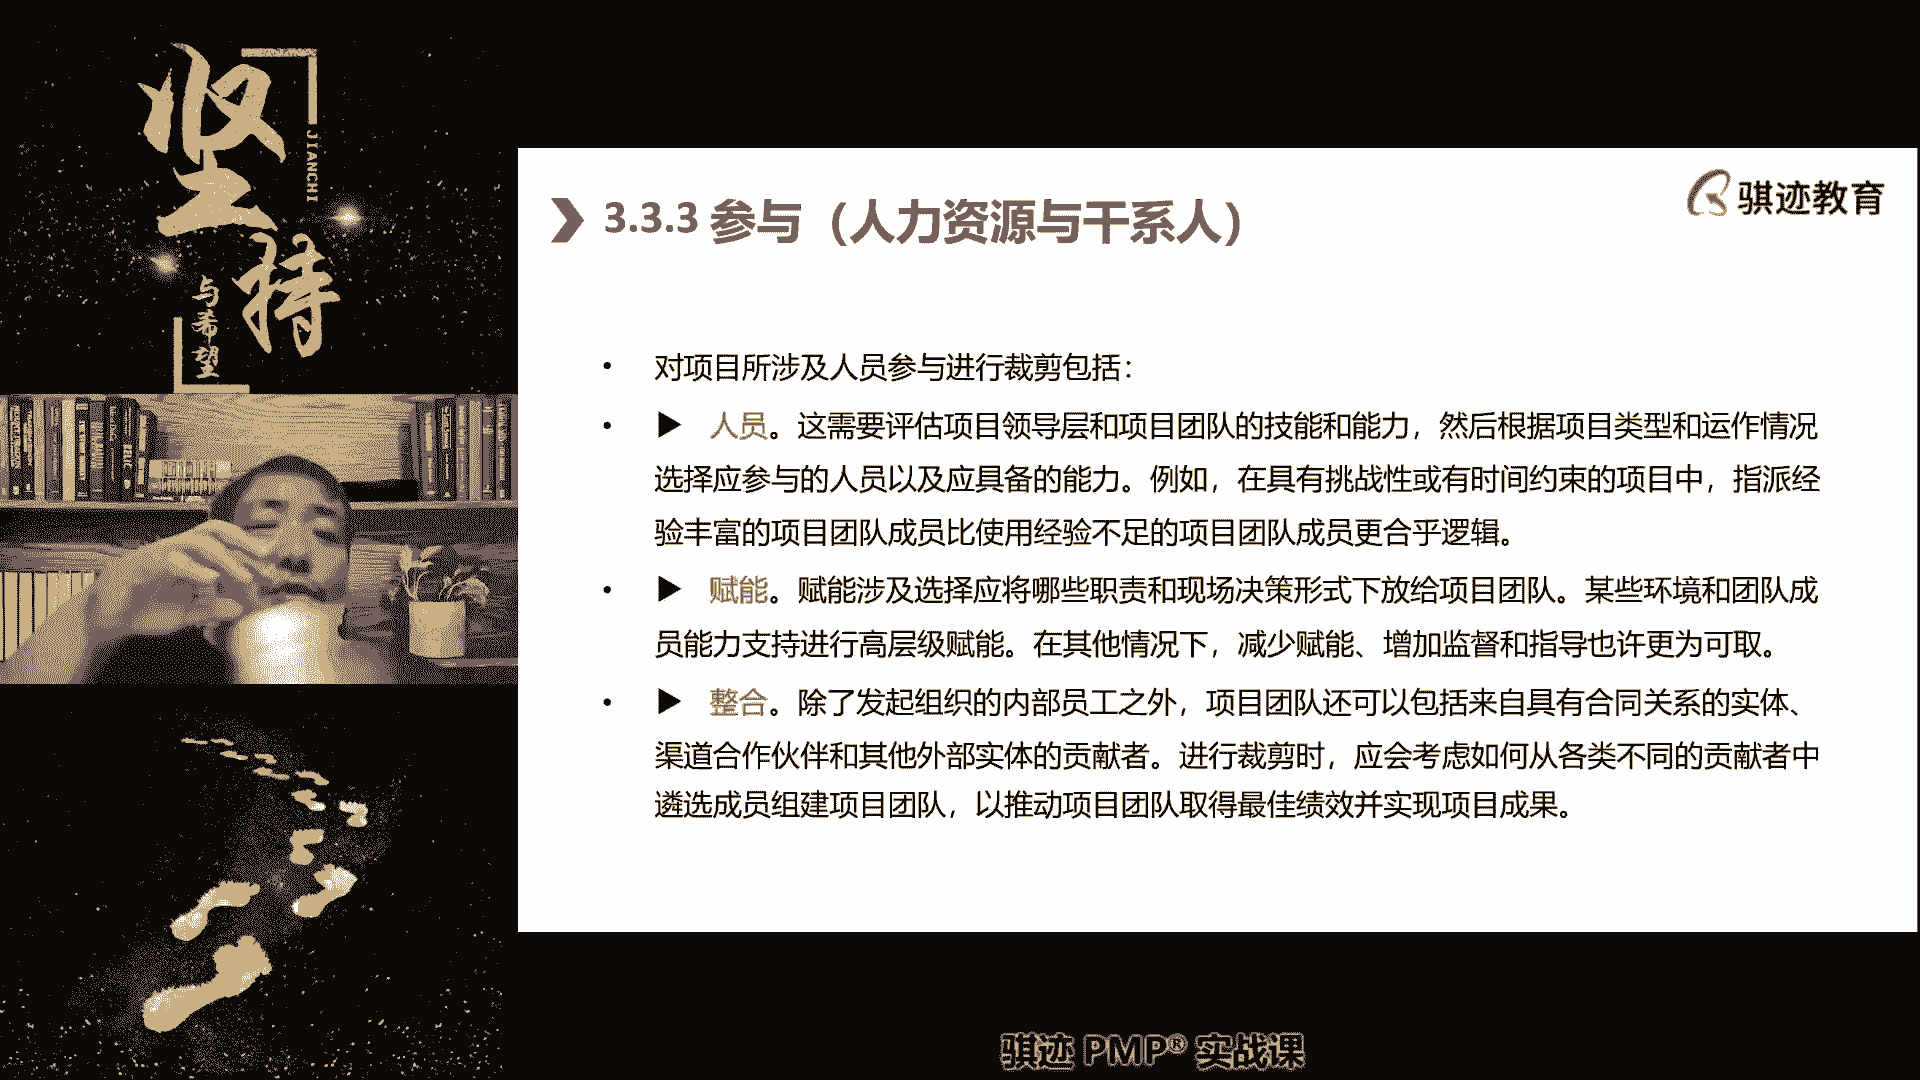 坚持
JIANCHI
与希望
骐迹教育
3.3.3 参与（人力资源与干系人）
• 对项目所涉及人员参与进行裁剪包括：
• ▶ 人员。这需要评估项目领导层和项目团队的技能和能力，然后根据项目类型和运作情况
选择应参与的人员以及应具备的能力。例如，在具有挑战性或有时间约束的项目中，指派经
验丰富的项目团队成员比使用经验不足的项目团队成员更合乎逻辑。
• ▶ 赋能。赋能涉及选择应将哪些职责和现场决策形式下放给项目团队。某些环境和团队成
员能力支持进行高层级赋能。在其他情况下，减少赋能、增加监督和指导也许更为可取。
• ▶ 整合。除了发起组织的内部员工之外，项目团队还可以包括来自具有合同关系的实体、
渠道合作伙伴和其他外部实体的贡献者。进行裁剪时，应会考虑如何从各类不同的贡献者中
遴选成员组建项目团队，以推动项目团队取得最佳绩效并实现项目成果。
骐迹 PMP® 实战课